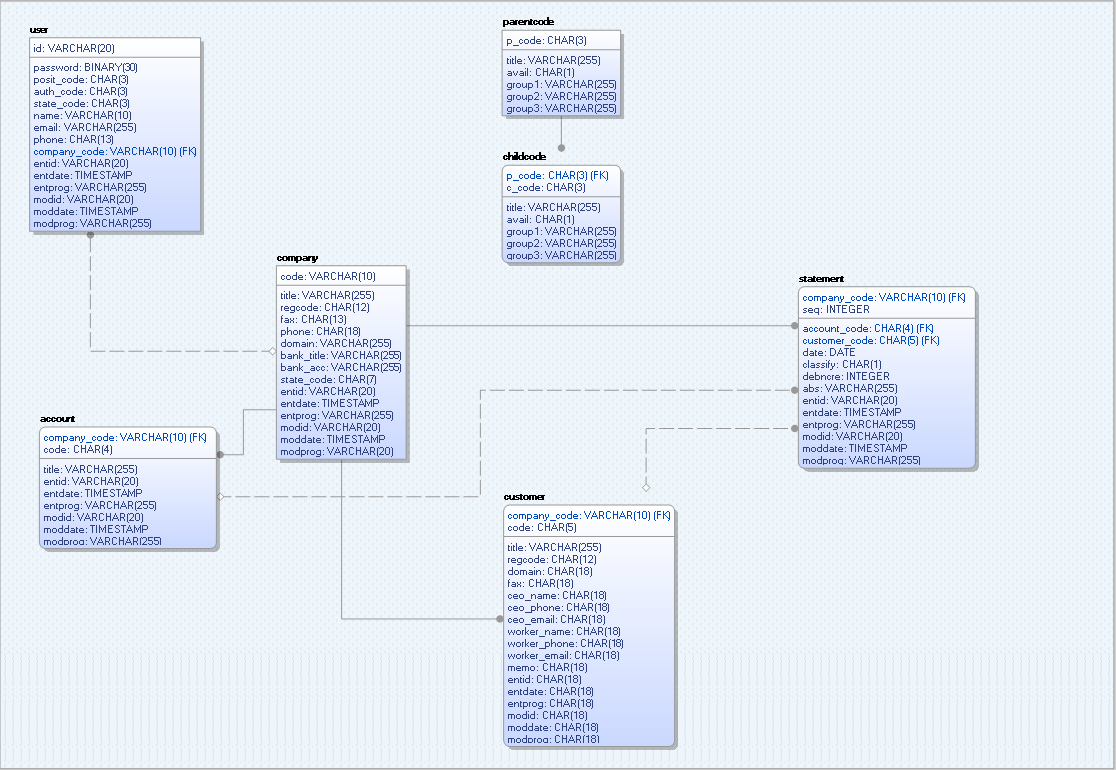 user
id: VARCHAR(20)
password: BINARY(30)
posit_code: CHAR(3)
auth_code: CHAR(3)
state_code: CHAR(3)
name: VARCHAR(10)
email: VARCHAR(255)
phone: CHAR(13)
company_code: VARCHAR(10) (FK)
entid: VARCHAR(20)
entdate: TIMESTAMP
entprog: VARCHAR(255)
modid: VARCHAR(20)
moddate: TIMESTAMP
modprog: VARCHAR(255)
parentcode
p_code: CHAR(3)
title: VARCHAR(255)
avail: CHAR(1)
group1: VARCHAR(255)
group2: VARCHAR(255)
group3: VARCHAR(255)
childcode
p_code: CHAR(3) (FK)
c_code: CHAR(3)
title: VARCHAR(255)
avail: CHAR(1)
group1: VARCHAR(255)
group2: VARCHAR(255)
group3: VARCHAR(255)
company
code: VARCHAR(10)
title: VARCHAR(255)
regcode: CHAR(12)
fax: CHAR(13)
phone: CHAR(18)
domain: VARCHAR(255)
bank_title: VARCHAR(255)
bank_acc: VARCHAR(255)
state_code: CHAR(7)
entid: VARCHAR(20)
entdate: TIMESTAMP
entprog: VARCHAR(255)
modid: VARCHAR(20)
moddate: TIMESTAMP
modprog: VARCHAR(20)
statement
company_code: VARCHAR(10) (FK)
seq: INTEGER
account_code: CHAR(4) (FK)
customer_code: CHAR(5) (FK)
date: DATE
classify: CHAR(1)
debncre: INTEGER
abs: VARCHAR(255)
entid: VARCHAR(20)
entdate: TIMESTAMP
entprog: VARCHAR(255)
modid: VARCHAR(20)
moddate: TIMESTAMP
modprog: VARCHAR(255)
account
company_code: VARCHAR(10) (FK)
code: CHAR(4)
title: VARCHAR(255)
entid: VARCHAR(20)
entdate: TIMESTAMP
entprog: VARCHAR(255)
modid: VARCHAR(20)
moddate: TIMESTAMP
modprog: VARCHAR(255)
customer
company_code: VARCHAR(10) (FK)
code: CHAR(5)
title: VARCHAR(255)
regcode: CHAR(12)
domain: CHAR(18)
fax: CHAR(18)
ceo_name: CHAR(18)
ceo_phone: CHAR(18)
ceo_email: CHAR(18)
worker_name: CHAR(18)
worker_phone: CHAR(18)
worker_email: CHAR(18)
memo: CHAR(18)
entid: CHAR(18)
entdate: CHAR(18)
entprog: CHAR(18)
modid: CHAR(18)
moddate: CHAR(18)
modprog: CHAR(18)